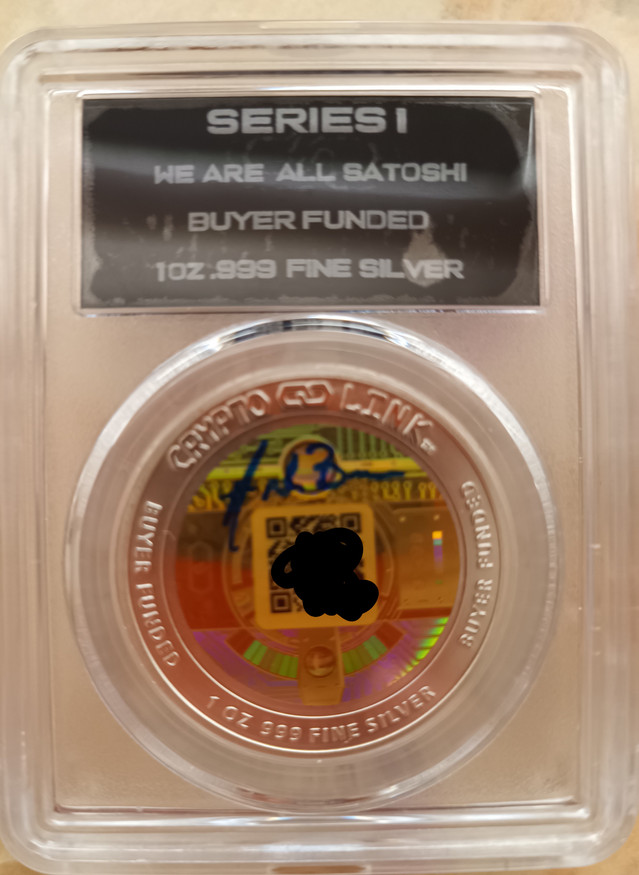 SERIES I
WE ARE ALL SATOSHI
BUYER FUNDED
1OZ .999 FINE SILVER
CRYPTO LINK
BUYER FUNDED
BUYER FUNDED
1 OZ 999 FINE SILVER